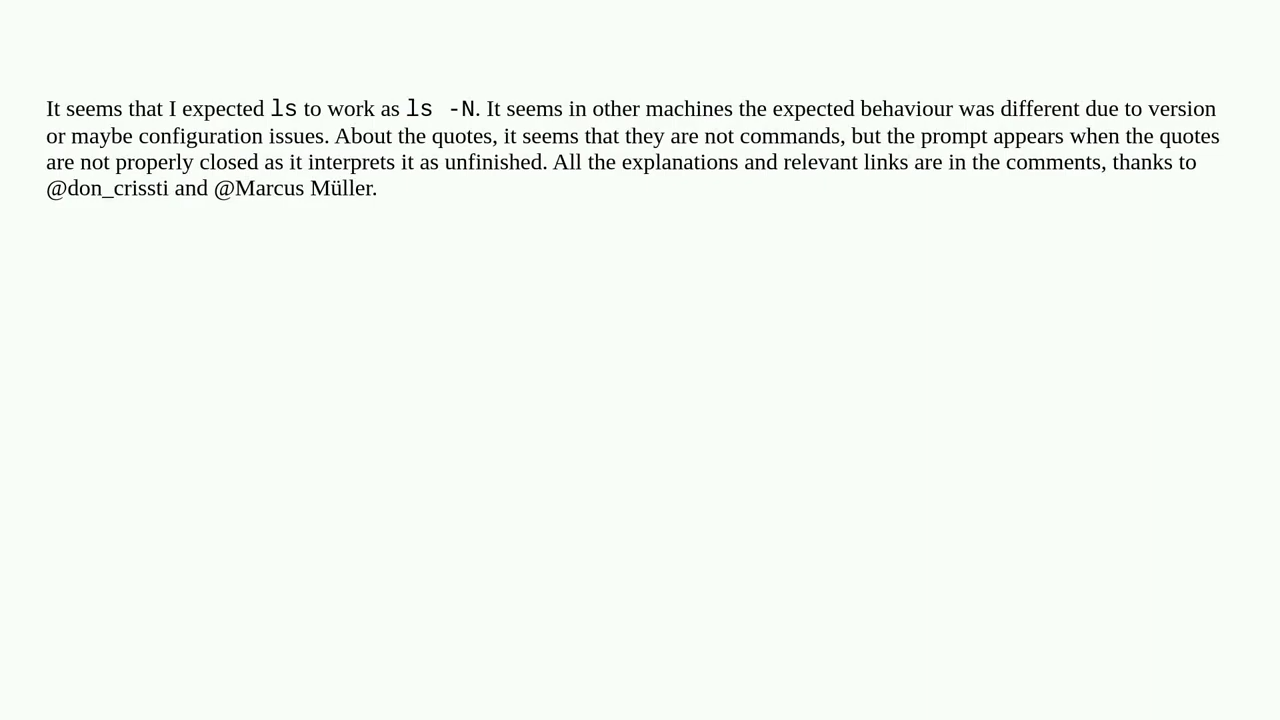 It seems that I expected ls to work as ls -N. It seems in other machines the expected behaviour was different due to version
or maybe configuration issues. About the quotes, it seems that they are not commands, but the prompt appears when the quotes
are not properly closed as it interprets it as unfinished. All the explanations and relevant links are in the comments, thanks to
@don_crissti and @Marcus Müller.